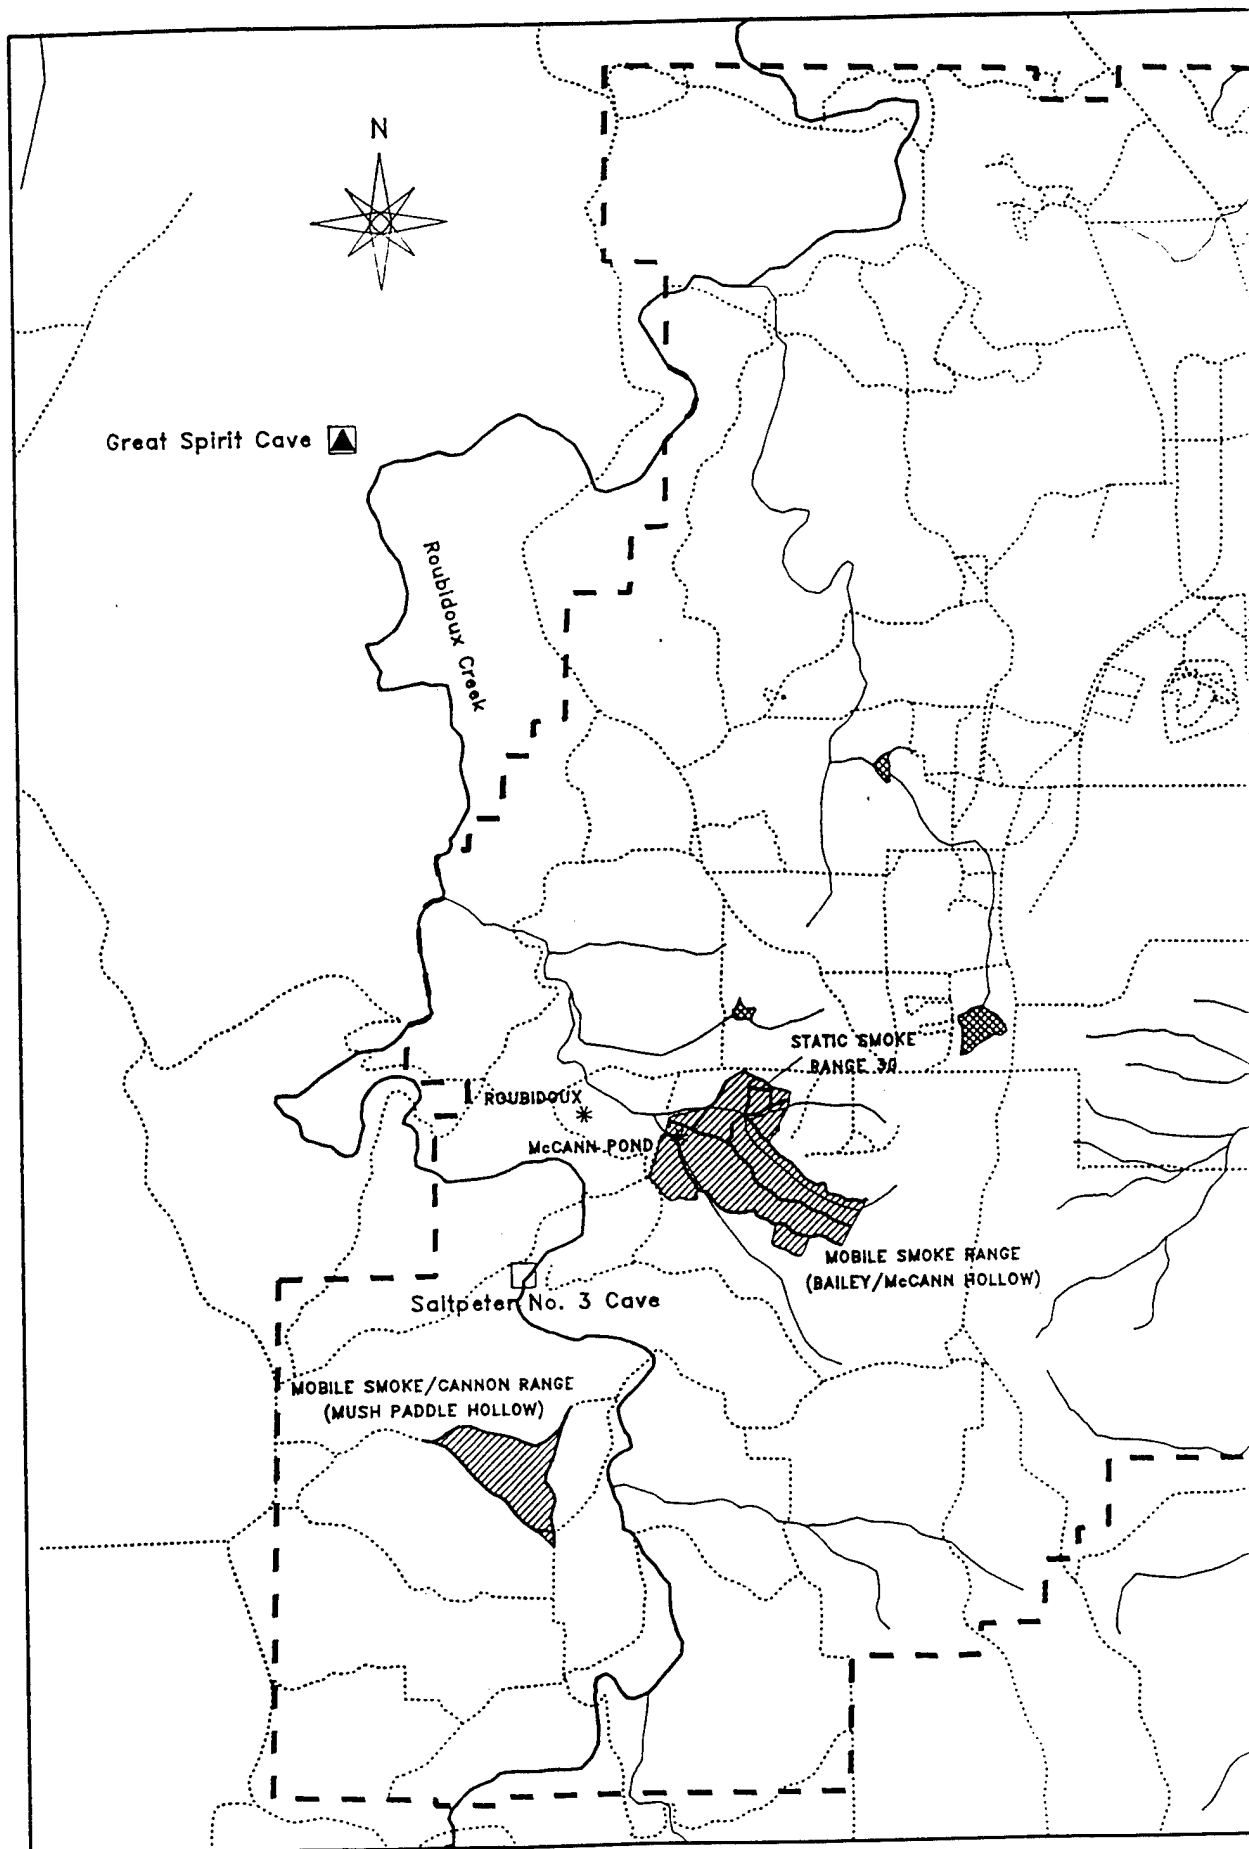 N
Great Spirit Cave
Roubidoux Creek
STATIC SMOKE
RANGE 30
ROUBIDOUX
McCANN POND
MOBILE SMOKE RANGE
(BAILEY/McCANN HOLLOW)
Saltpeter No. 3 Cave
MOBILE SMOKE/CANNON RANGE
(MUSH PADDLE HOLLOW)